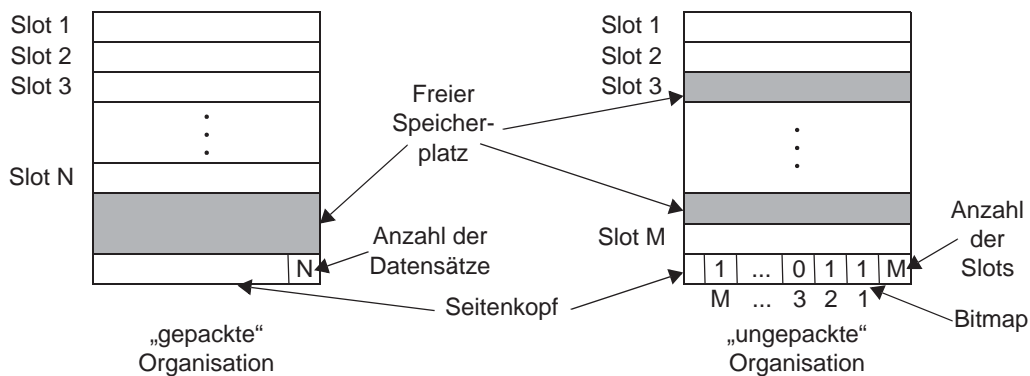 Slot 1
Slot 2
Slot 3
Slot N
N
„gepackte“
Organisation
Freier
Speicher-
platz
Anzahl der
Datensätze
Seitenkopf
Slot 1
Slot 2
Slot 3
Slot M
1 ... 0 1 1 M
M ... 3 2 1
„ungepackte“
Organisation
Anzahl
der
Slots
Bitmap